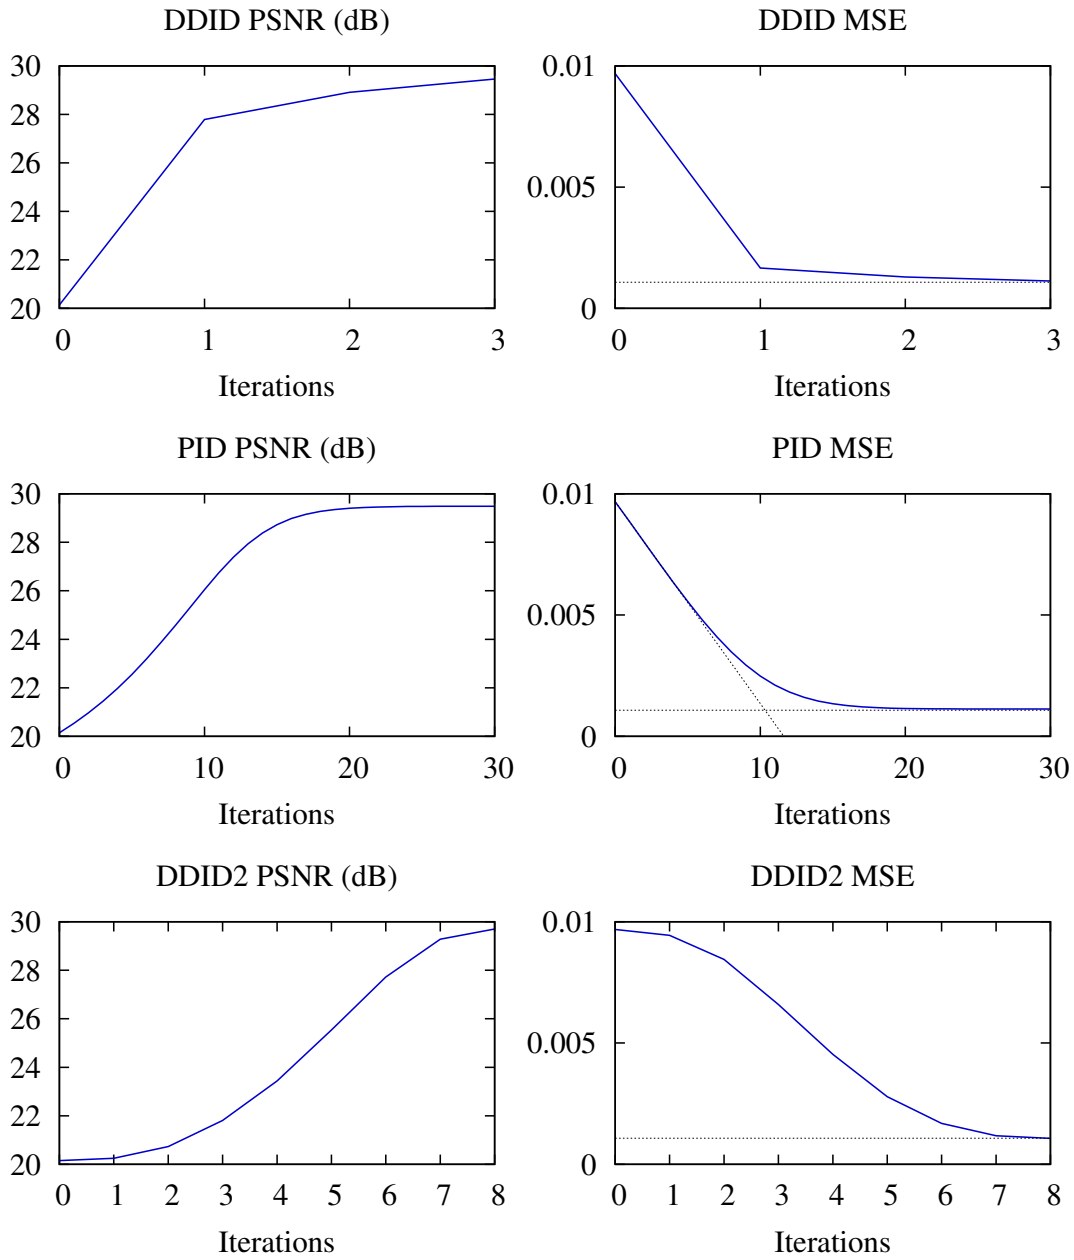 DDID PSNR (dB)
30
28
26
24
22
20
0 1 2 3
Iterations
DDID MSE
0.01
0.005
0
0 1 2 3
Iterations
PID PSNR (dB)
30
28
26
24
22
20
0 10 20 30
Iterations
PID MSE
0.01
0.005
0
0 10 20 30
Iterations
DDID2 PSNR (dB)
30
28
26
24
22
20
0 1 2 3 4 5 6 7 8
Iterations
DDID2 MSE
0.01
0.005
0
0 1 2 3 4 5 6 7 8
Iterations